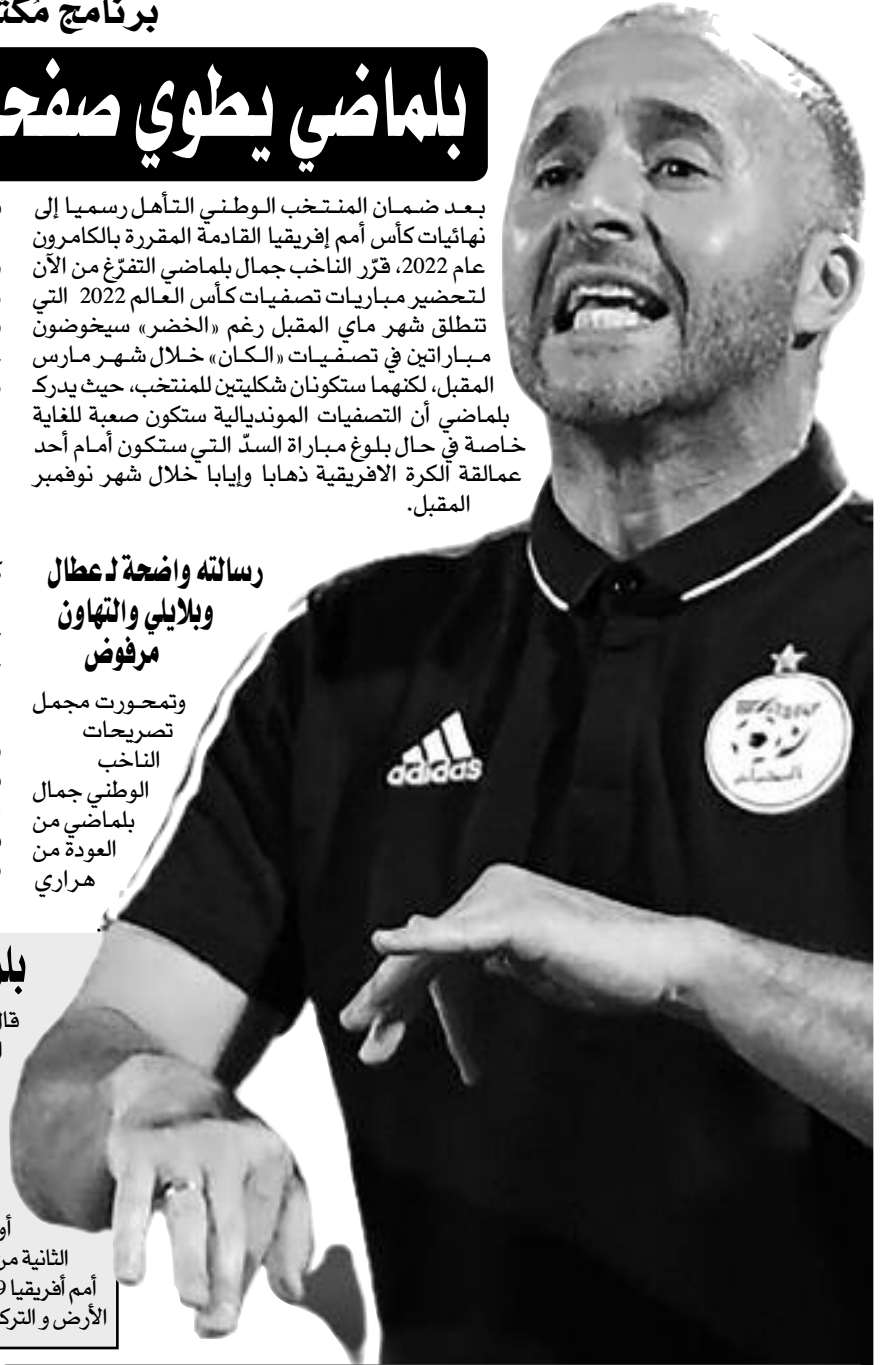 برنامج
بلماضي يطوي
بعد ضمان المنتخب الوطني التأهل رسميا إلى
نهائيات كأس أمم إفريقيا القادمة المقررة بالكامرون
عام 2022، قرّر الناخب جمال بلماضي التفرّغ من الآن
لتحضير مباريات تصفيات كأس العالم 2022 التي
تنطلق شهر ماي المقبل رغم «الخضر» سيخوضون
مباراتين في تصفيات «الكان» خلال شهر مارس
المقبل، لكنهما ستكونان شكليتين للمنتخب، حيث يدرك
بلماضي أن التصفيات المونديالية ستكون صعبة للغاية
خاصة في حال بلوغ مباراة السدّ التي ستكون أمام أحد
عمالقة الكرة الافريقية ذهابا وإيابا خلال شهر نوفمبر
المقبل.
رسالته واضحة لـ عطال
وبلايلي والتهاون
مرفوض
وتمحورت مجمل
تصريحات
الناخب
الوطني جمال
بلماضي من
العودة من
هراري
adidas
الثانية
أمم أفريقيا
الأرض و